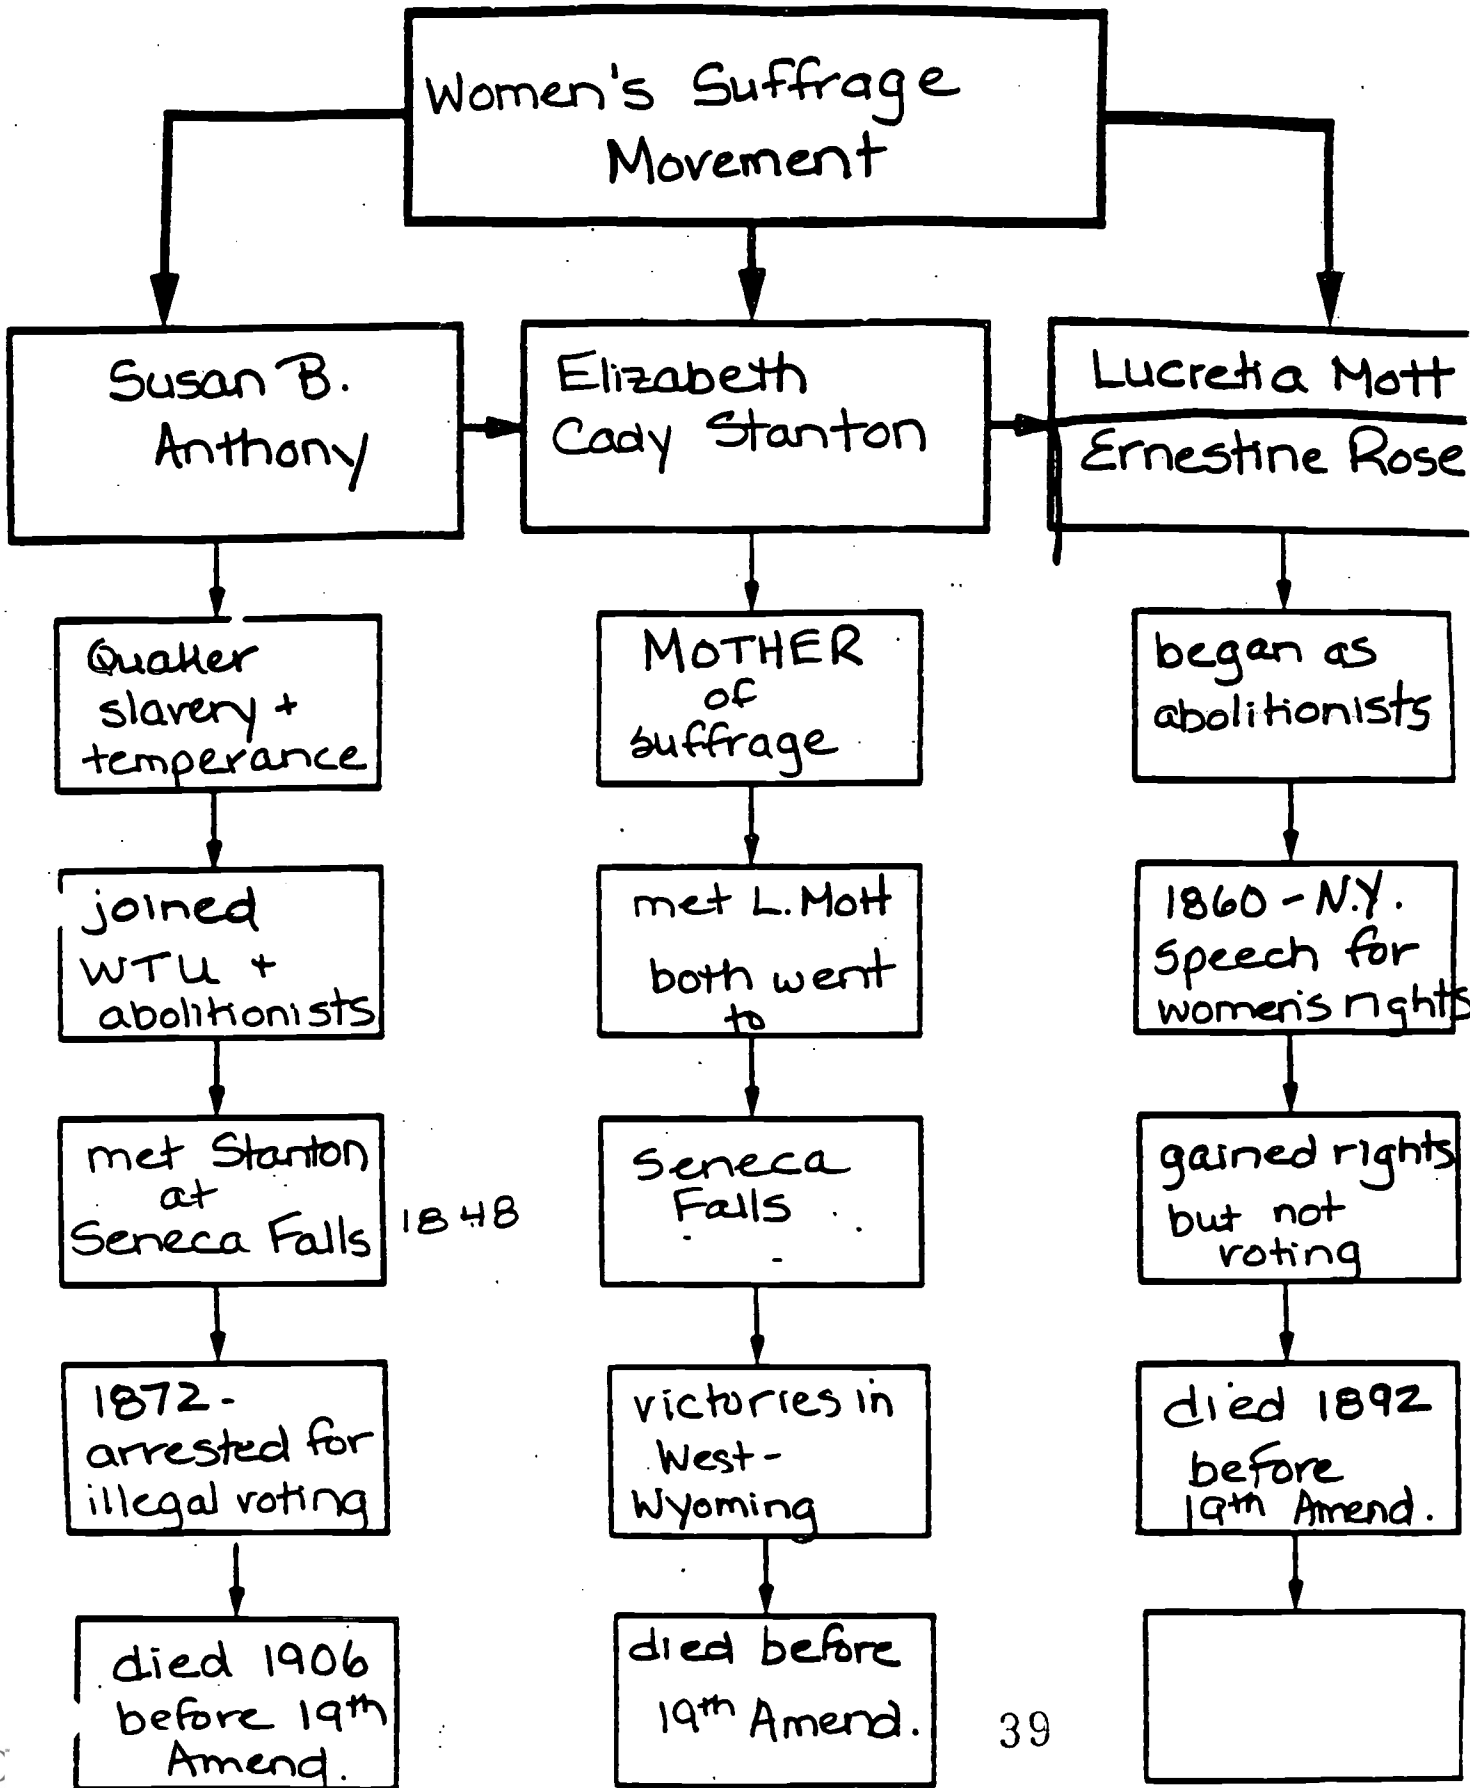 Women's Suffrage
Movement
Susan B.
Anthony
Elizabeth
Cady Stanton
Lucretia Mott
Ernestine Rose
Quaker
slavery +
temperance
joined
WTU +
abolitionists
met Stanton
at
Seneca Falls
1848
1872-
arrested for
illegal voting
died 1906
before 19th
Amend.
MOTHER
of
suffrage
met L. Mott
both went
to
Seneca
Falls
victories in
West-
Wyoming
died before
19th Amend.
began as
abolitionists
1860 - N.Y.
speech for
women's rights
gained rights
but not
voting
died 1892
before
19th Amend.
39